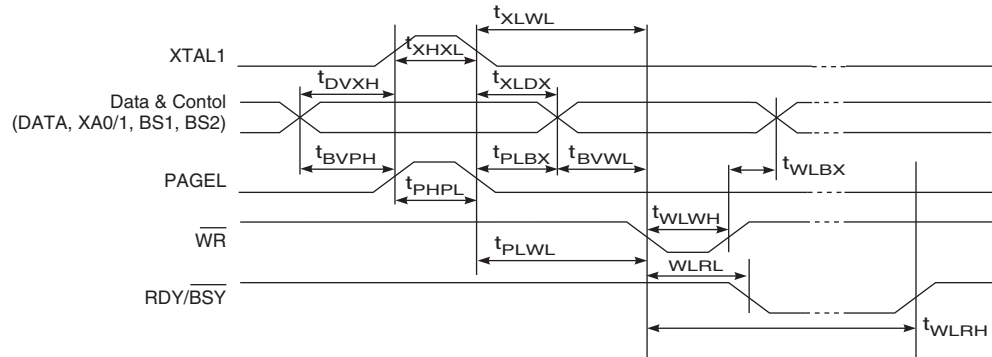 tXLWL
XTAL1
tXHXL
tDVXH
tXLDX
Data & Contol
(DATA, XA0/1, BS1, BS2)
tBVPH
tPLBX
tBVWL
tWLBX
PAGEL
tPHPL
tWLWH
WR
tPLWL
WLRL
RDY/BSY
tWLRH